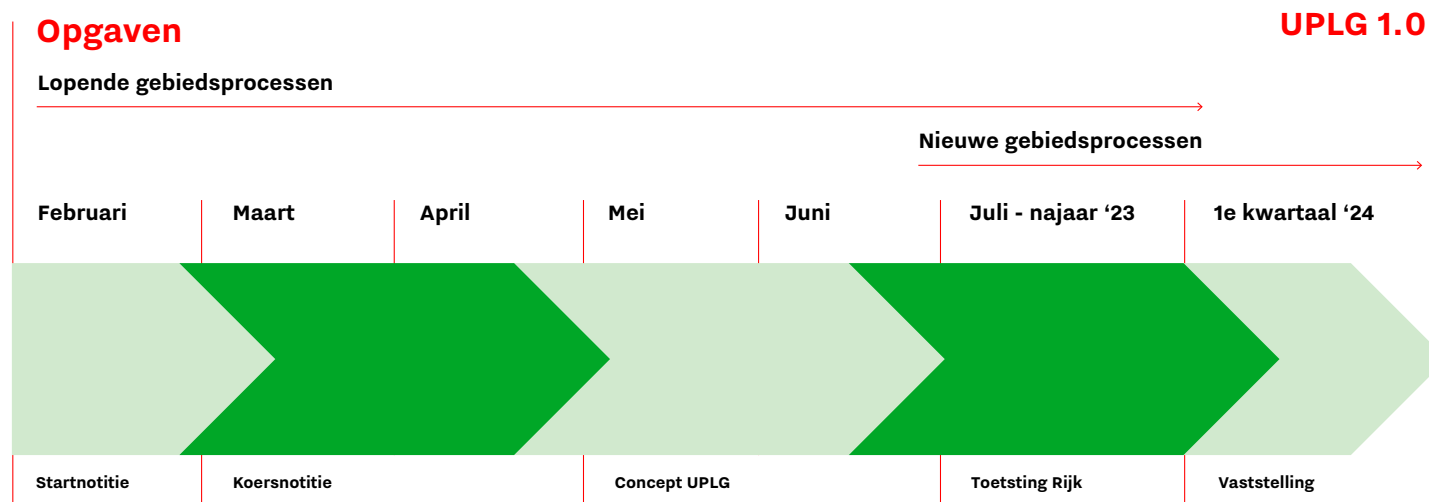 Opgaven
UPLG 1.0
Lopende gebiedsprocessen
Nieuwe gebiedsprocessen
Februari
Maart
April
Mei
Juni
Juli - najaar ‘23
1e kwartaal ‘24
Startnotitie
Koersnotitie
Concept UPLG
Toetsting Rijk
Vaststelling